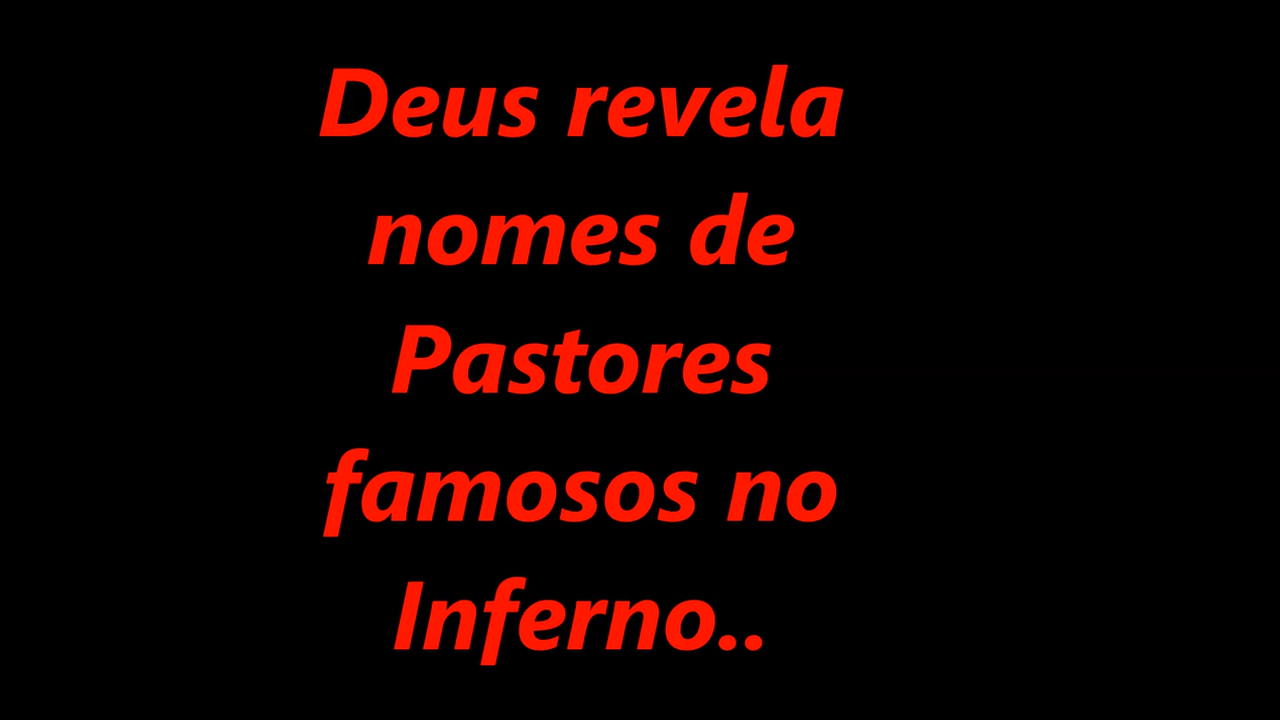 Deus revela
nomes de
Pastores
famosos no
Inferno..